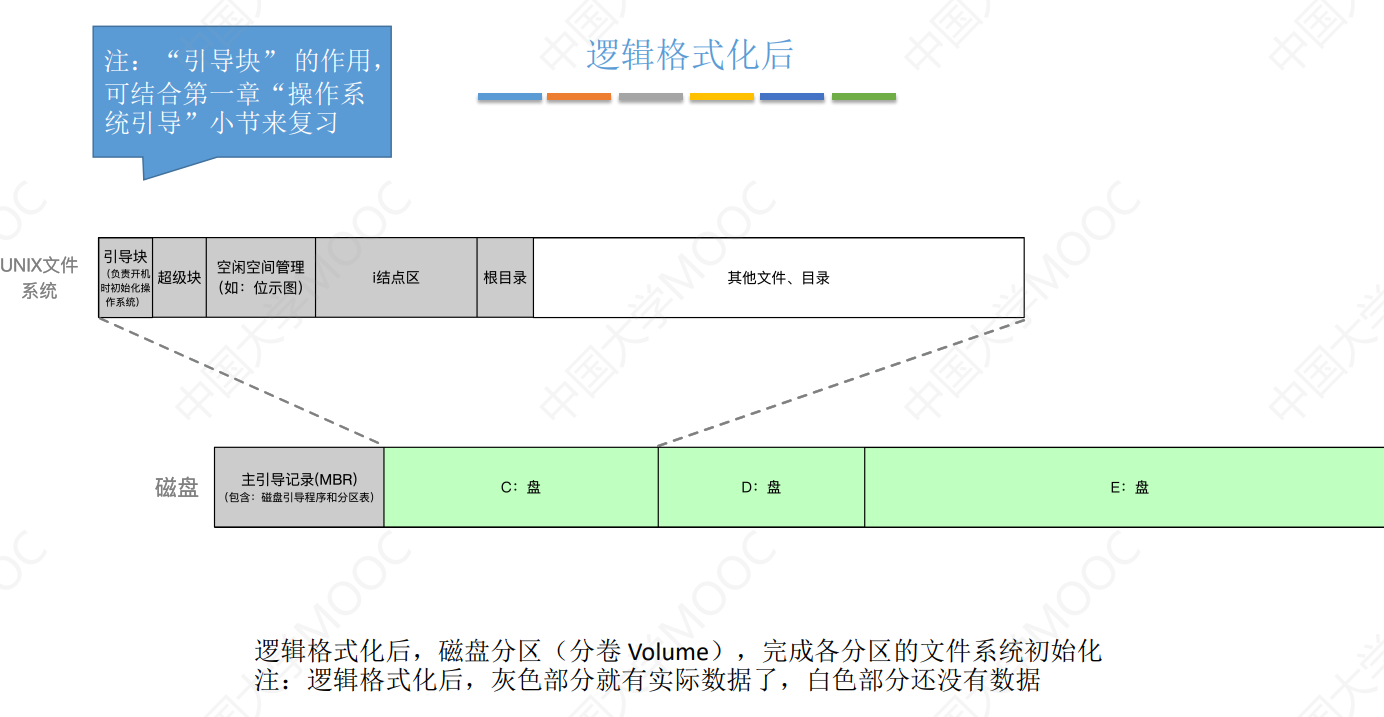 注：“引导块” 的作用，
可结合第一章“操作系
统引导”小节来复习
逻辑格式化后
UNIX文件
系统
引导块
（负责开机
时初始化操
作系统）
超级块
空闲空间管理
（如：位示图）
i结点区
根目录
其他文件、目录
磁盘
主引导记录(MBR)
（包含：磁盘引导程序和分区表）
C：盘
D：盘
E：盘
逻辑格式化后，磁盘分区（分卷 Volume），完成各分区的文件系统初始化
注：逻辑格式化后，灰色部分就有实际数据了，白色部分还没有数据
中国大学MOOC